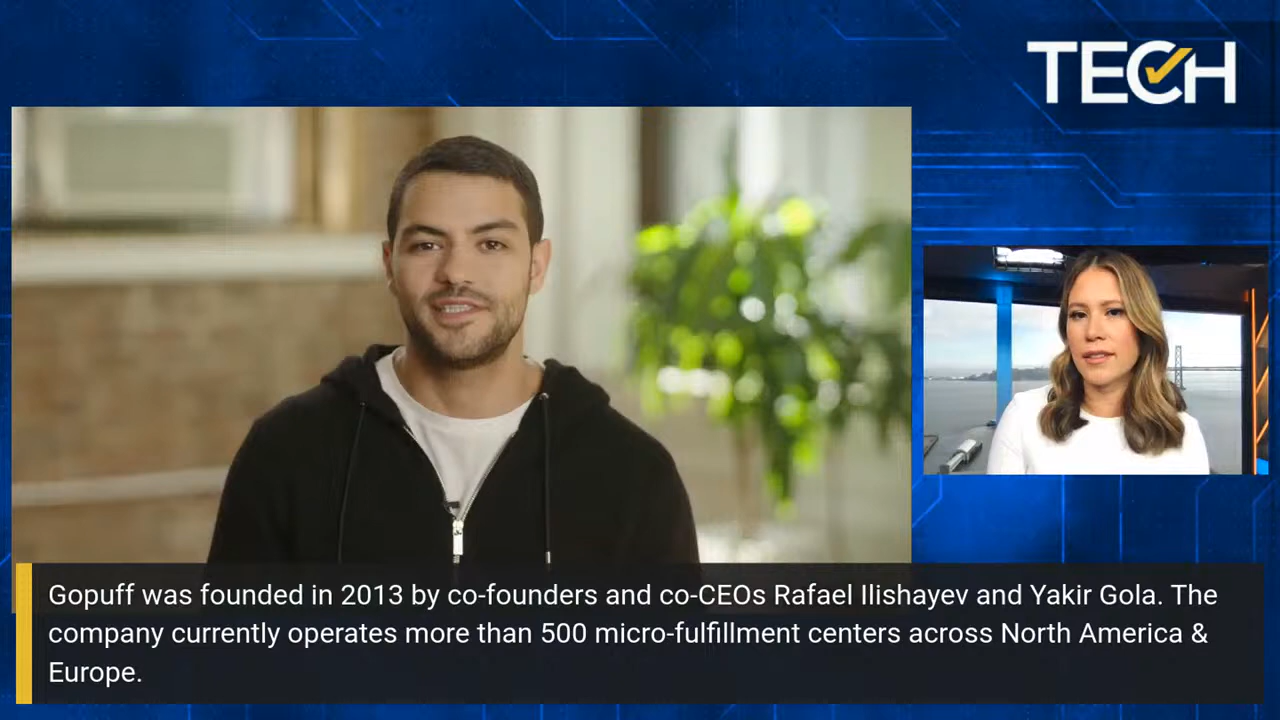 TECH
Gopuff was founded in 2013 by co-founders and co-CEOs Rafael Ilishayev and Yakir Gola. The
company currently operates more than 500 micro-fulfillment centers across North America &
Europe.